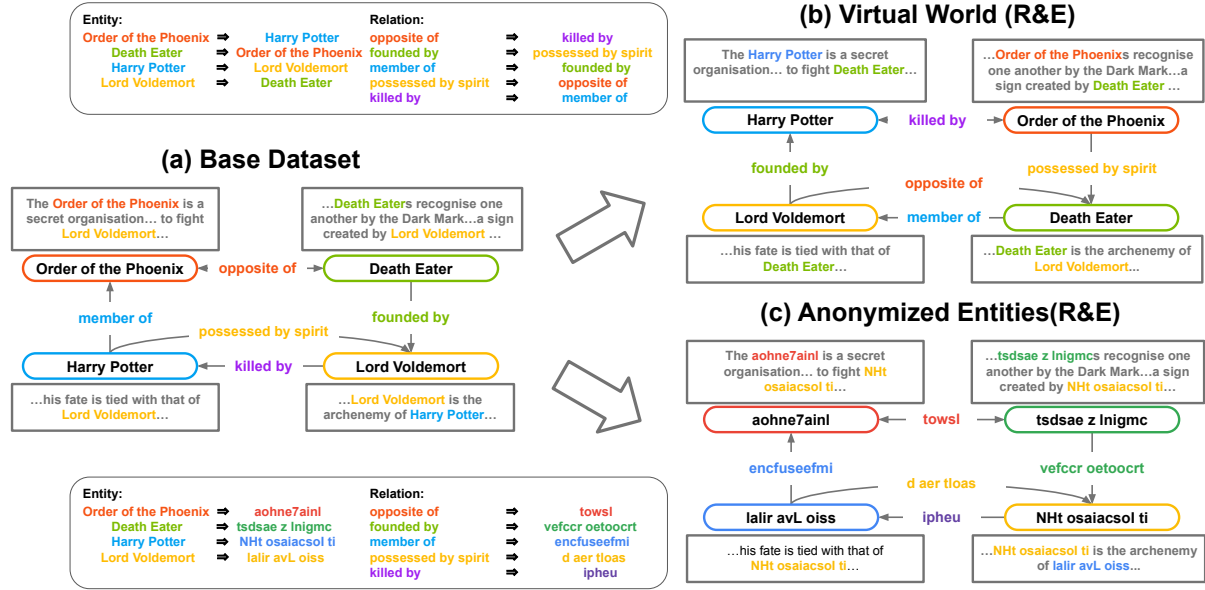 Entity: Relation:
Order of the Phoenix ⇒ Harry Potter opposite of ⇒ killed by
Death Eater ⇒ Order of the Phoenix founded by ⇒ possessed by spirit
Harry Potter ⇒ Lord Voldemort member of ⇒ founded by
Lord Voldemort ⇒ Death Eater possessed by spirit ⇒ opposite of
killed by ⇒ member of
(a) Base Dataset
The Order of the Phoenix is a
secret organisation… to fight
Lord Voldemort…
…Death Eaters recognise one
another by the Dark Mark…a sign
created by Lord Voldemort …
Order of the Phoenix
opposite of
Death Eater
member of
founded by
possessed by spirit
Harry Potter
killed by
Lord Voldemort
…his fate is tied with that of
Lord Voldemort…
…Lord Voldemort is the
archenemy of Harry Potter…
Entity: Relation:
Order of the Phoenix ⇒ aohne7ainl opposite of ⇒ towsl
Death Eater ⇒ tsdsae z lnigmc founded by ⇒ vefccr oetoocrt
Harry Potter ⇒ NHt osaiacsol ti member of ⇒ encfuseefmi
Lord Voldemort ⇒ lalir avL oiss possessed by spirit ⇒ d aer tloas
killed by ⇒ ipheu
(b) Virtual World (R&E)
The Harry Potter is a secret
organisation… to fight Death Eater…
…Order of the Phoenixs recognise
one another by the Dark Mark…a
sign created by Death Eater …
Harry Potter
killed by
Order of the Phoenix
founded by
possessed by spirit
opposite of
Lord Voldemort
member of
Death Eater
…his fate is tied with that of
Death Eater…
…Death Eater is the archenemy of
Lord Voldemort...
(c) Anonymized Entities(R&E)
The aohne7ainl is a secret
organisation… to fight NHt
osaiacsol ti…
…tsdsae z lnigmcs recognise one
another by the Dark Mark…a sign
created by NHt osaiacsol ti …
aohne7ainl
towsl
tsdsae z lnigmc
encfuseefmi
vefccr oetoocrt
d aer tloas
lalir avL oiss
ipheu
NHt osaiacsol ti
…his fate is tied with that of
NHt osaiacsol ti…
…NHt osaiacsol ti is the archenemy
of lalir avL oiss...